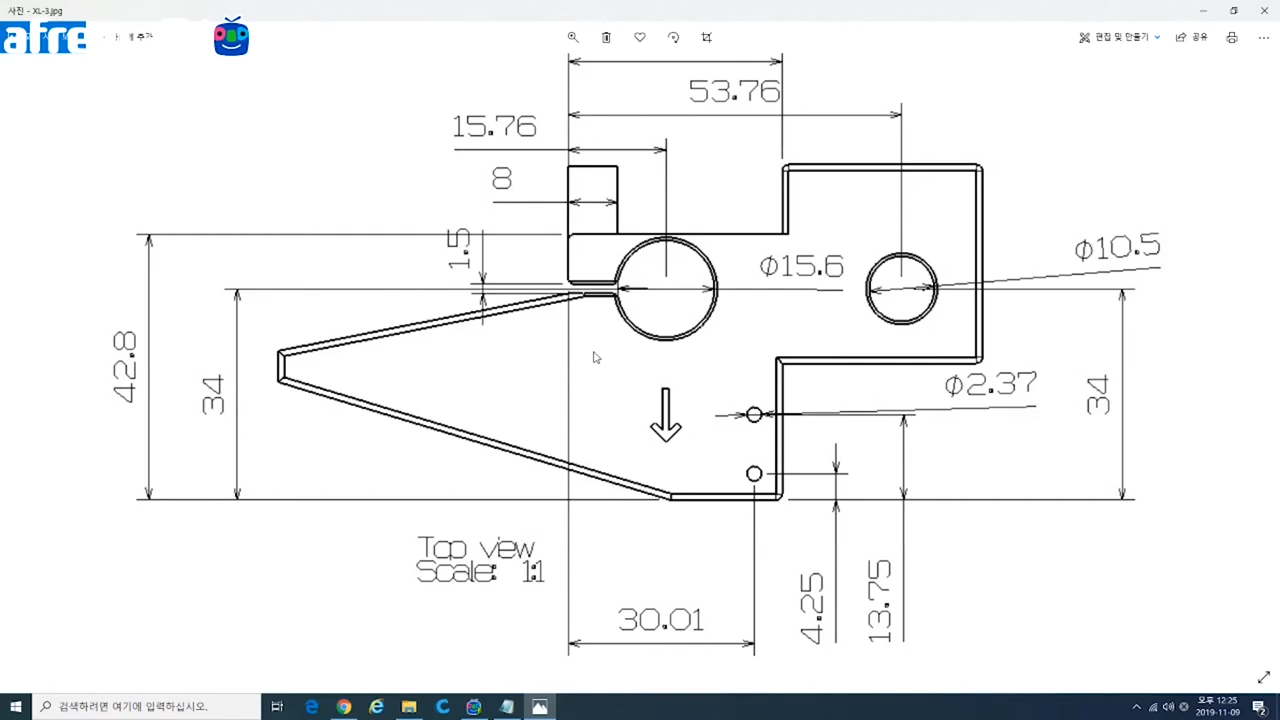 사진 - XL-3.jpg
afre
편집 및 만들기
공유
53.76
15.76
8
1.5
Φ15.6
Φ10.5
42.8
34
Φ2.37
34
Top view
Scale: 1:1
30.01
4.25
13.75
검색하려면 여기에 입력하십시오.
오후 12:25
2019-11-09
2